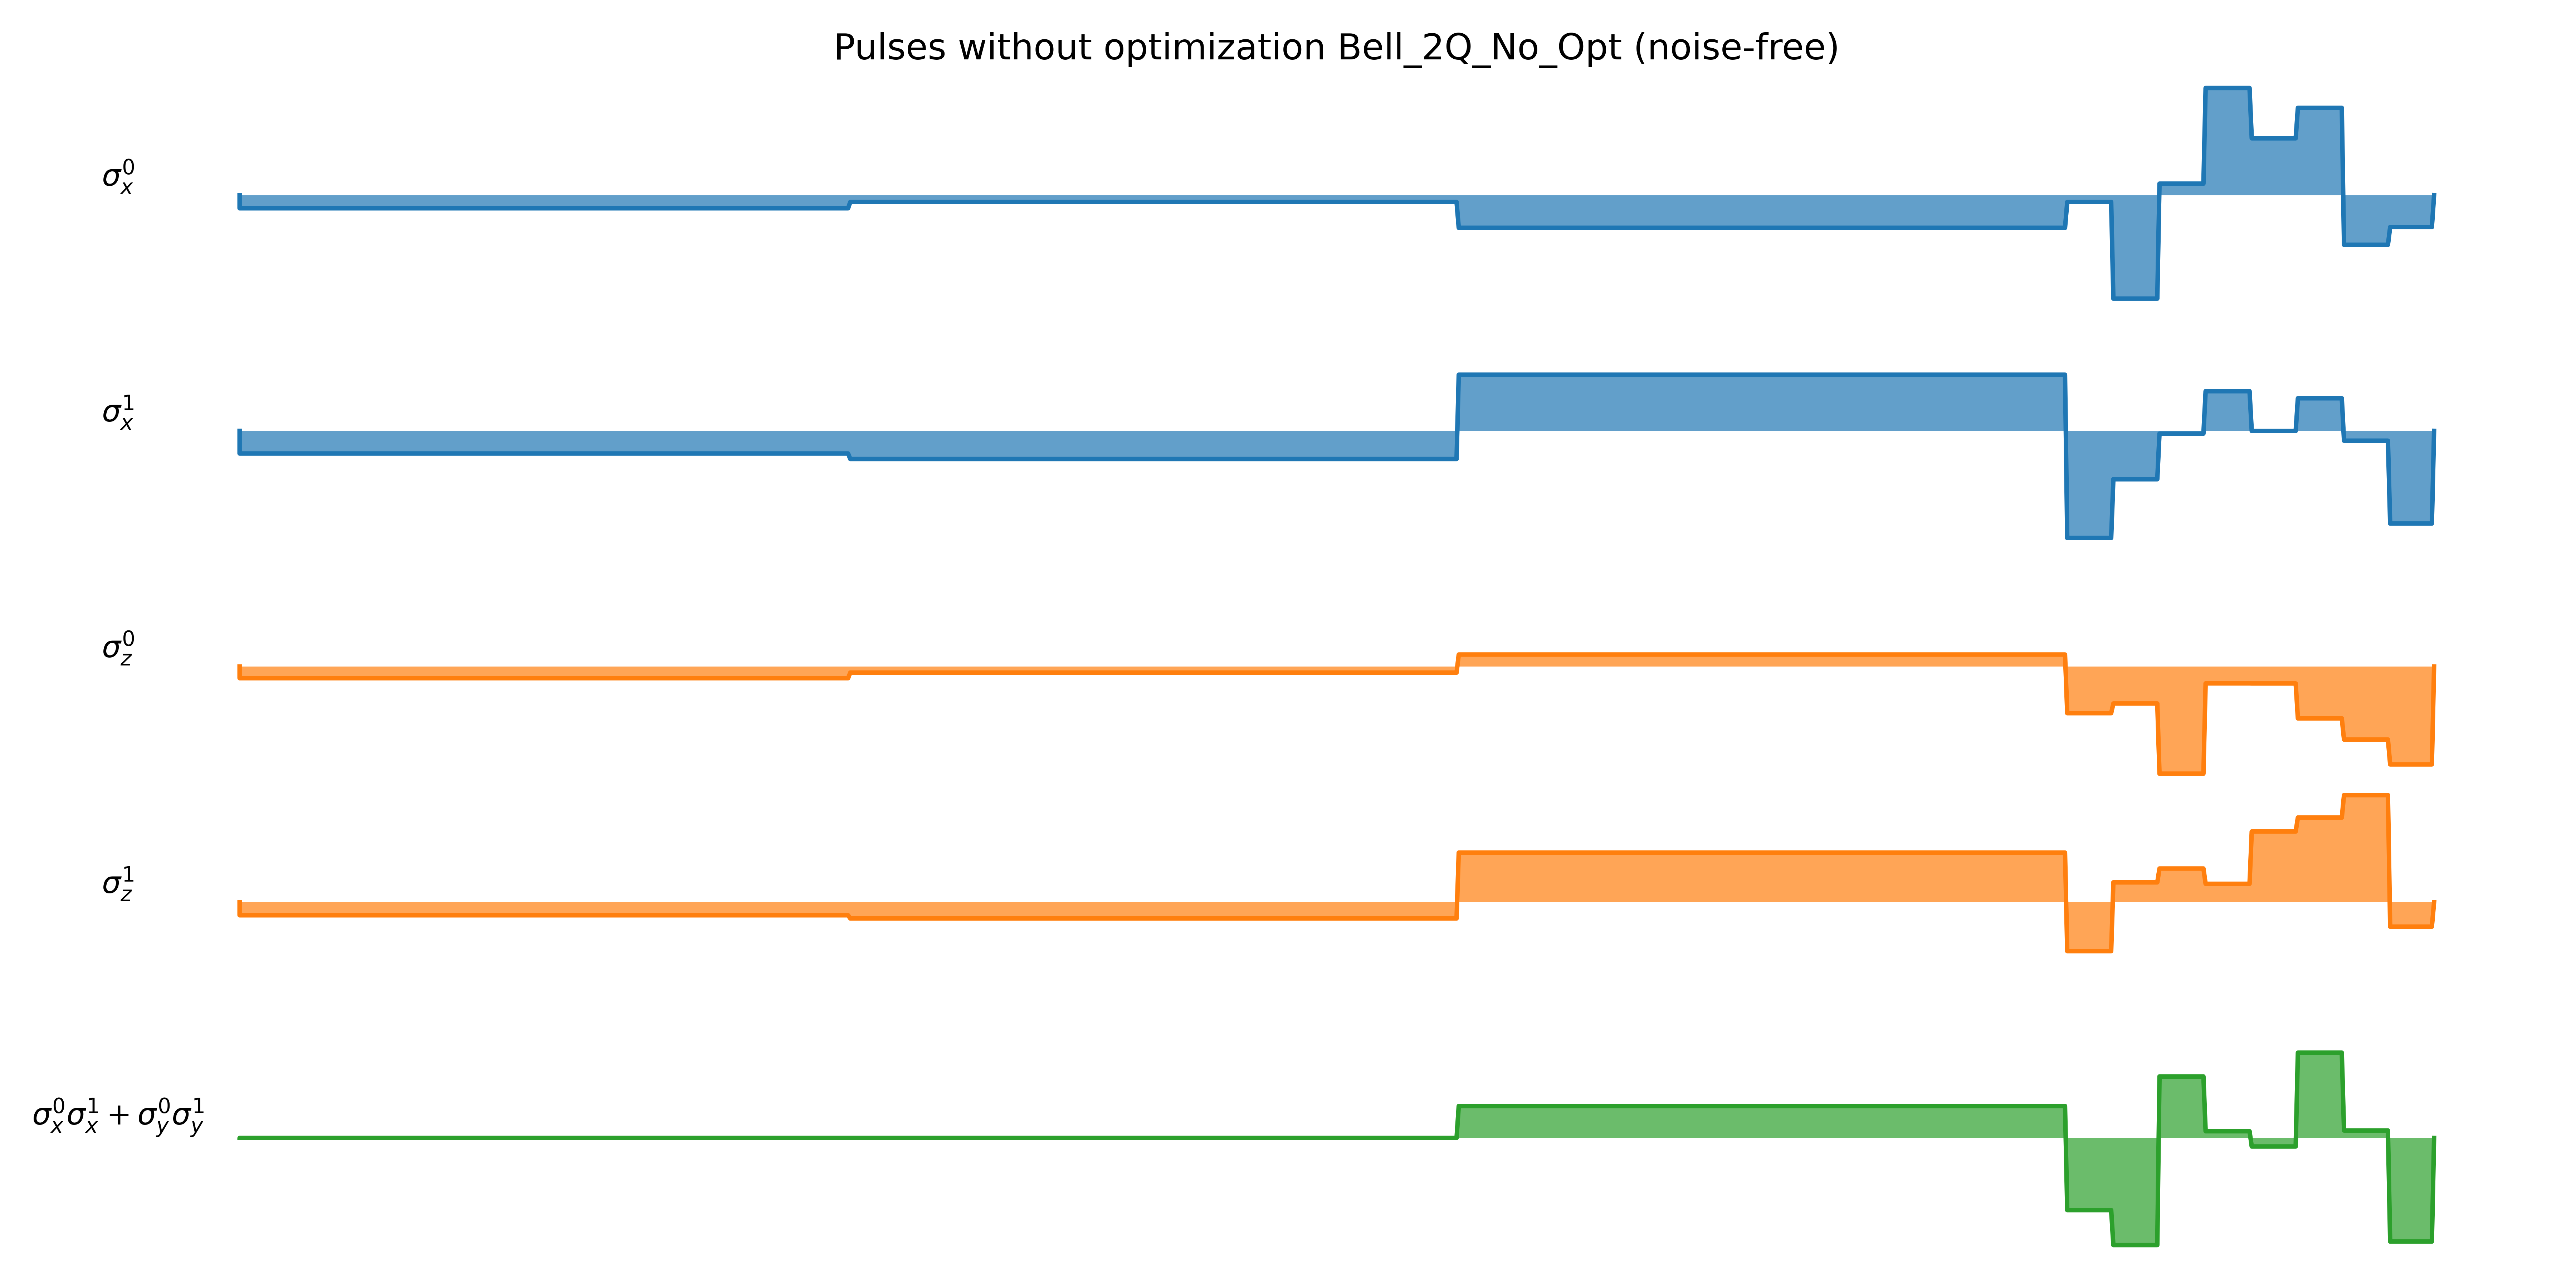 Pulses without optimization Bell_2Q_No_Opt (noise-free)
σ_x^0
σ_x^1
σ_z^0
σ_z^1
σ_x^0σ_x^1 + σ_y^0σ_y^1